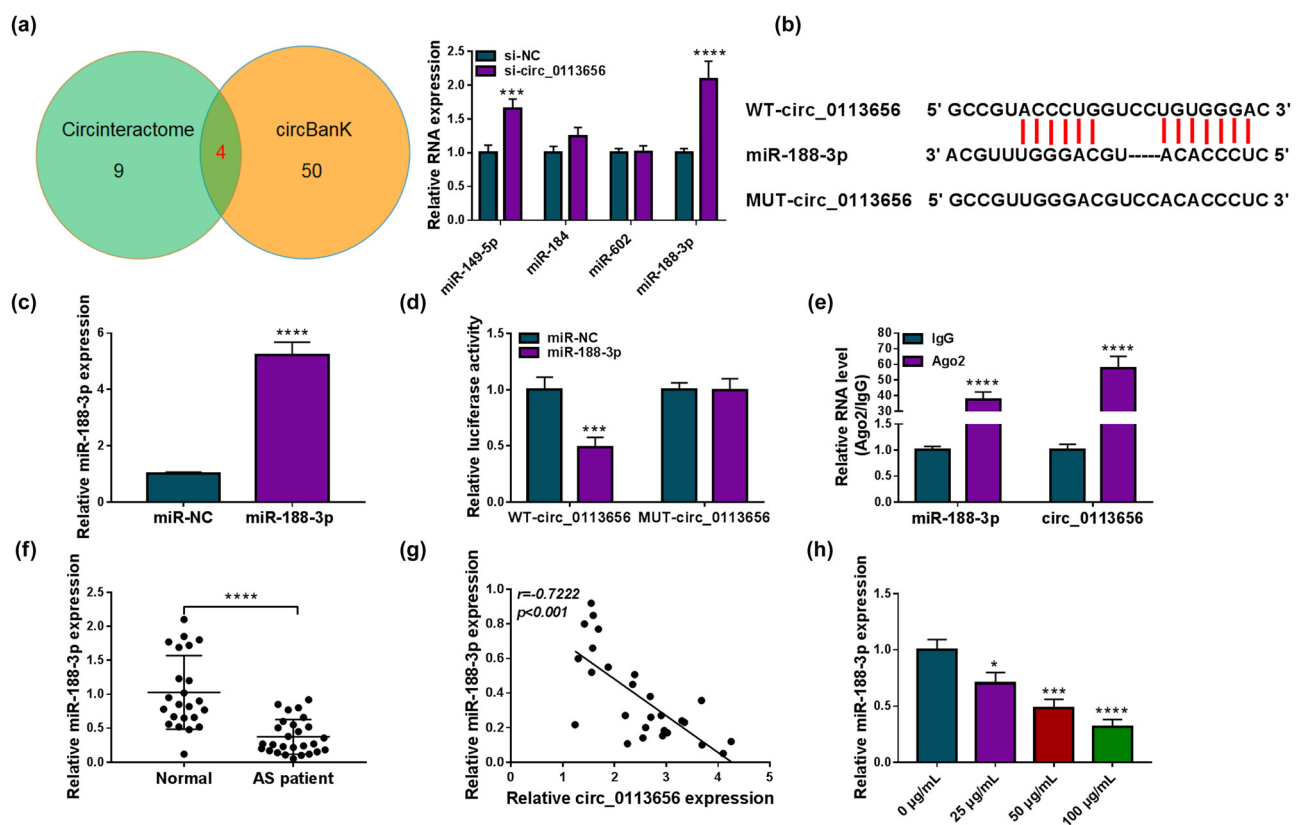 (a)
Circinteractome
9
4
circBanK
50
Relative RNA expression
2.5
2.0
1.5
1.0
0.5
0.0
si-NC
si-circ_0113656
***
****
miR-149-5p
miR-184
miR-602
miR-188-3p
(b)
WT-circ_0113656 5' GCCGUACCCUGGUCCUGUGGGAC 3'
miR-188-3p 3' ACGUUUGGGACGU-----ACACCCUC 5'
MUT-circ_0113656 5' GCCGUUGGGACGUCCACACCCUC 3'
(c)
Relative miR-188-3p expression
6
4
2
0
****
miR-NC
miR-188-3p
(d)
Relative luciferase activity
1.5
1.0
0.5
0.0
miR-NC
miR-188-3p
***
WT-circ_0113656
MUT-circ_0113656
(e)
Relative RNA level
(Ago2/IgG)
80
70
60
50
40
30
1.0
0.5
0.0
IgG
Ago2
****
****
miR-188-3p
circ_0113656
(f)
Relative miR-188-3p expression
2.5
2.0
1.5
1.0
0.5
0.0
****
Normal
AS patient
(g)
Relative miR-188-3p expression
1.0
0.8
0.6
0.4
0.2
0.0
r=-0.7222
p<0.001
0
1
2
3
4
5
Relative circ_0113656 expression
(h)
Relative miR-188-3p expression
1.5
1.0
0.5
0.0
*
***
****
0 µg/mL
25 µg/mL
50 µg/mL
100 µg/mL